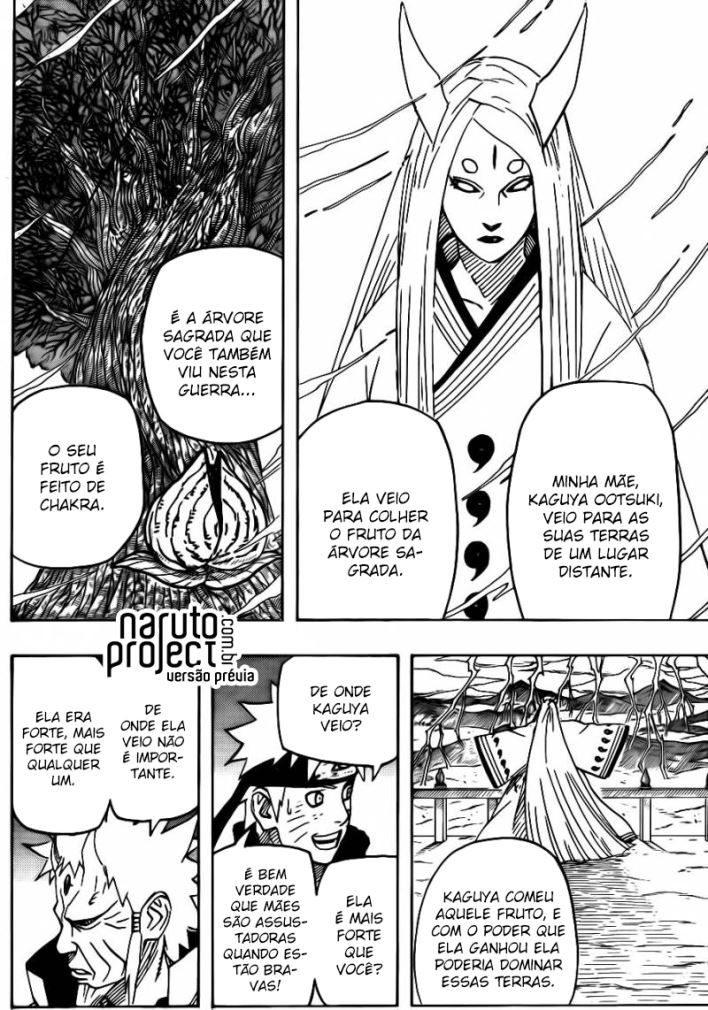 MINHA MÃE,
KAGUYA OOTSUKI,
VEIO PARA AS
SUAS TERRAS
DE UM LUGAR
DISTANTE.
ELA VEIO
PARA COLHER
O FRUTO DA
ÁRVORE SA-
GRADA.
É A ÁRVORE
SAGRADA QUE
VOCÊ TAMBÉM
VIU NESTA
GUERRA...
O SEU
FRUTO É
FEITO DE
CHAKRA.
naruto
project
.com.br
versão prévia
KAGUYA COMEU
AQUELE FRUTO, E
COM O PODER QUE
ELA GANHOU ELA
PODERIA DOMINAR
ESSAS TERRAS.
DE ONDE
KAGUYA
VEIO?
ELA
É MAIS
FORTE
QUE
VOCÊ?
É BEM
VERDADE
QUE MÃES
SÃO ASSUS-
TADORAS
QUANDO ES-
TÃO BRA-
VAS!
DE
ONDE ELA
VEIO NÃO
É IMPOR-
TANTE.
ELA ERA
FORTE, MAIS
FORTE QUE
QUALQUER
UM.